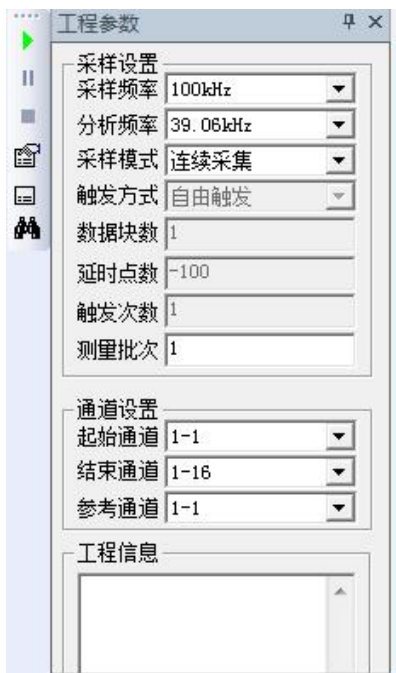 工程参数
采样设置
采样频率 100kHz
分析频率 39.06kHz
采样模式 连续采集
触发方式 自由触发
数据块数 1
延时点数 -100
触发次数 1
测量批次 1
通道设置
起始通道 1-1
结束通道 1-16
参考通道 1-1
工程信息